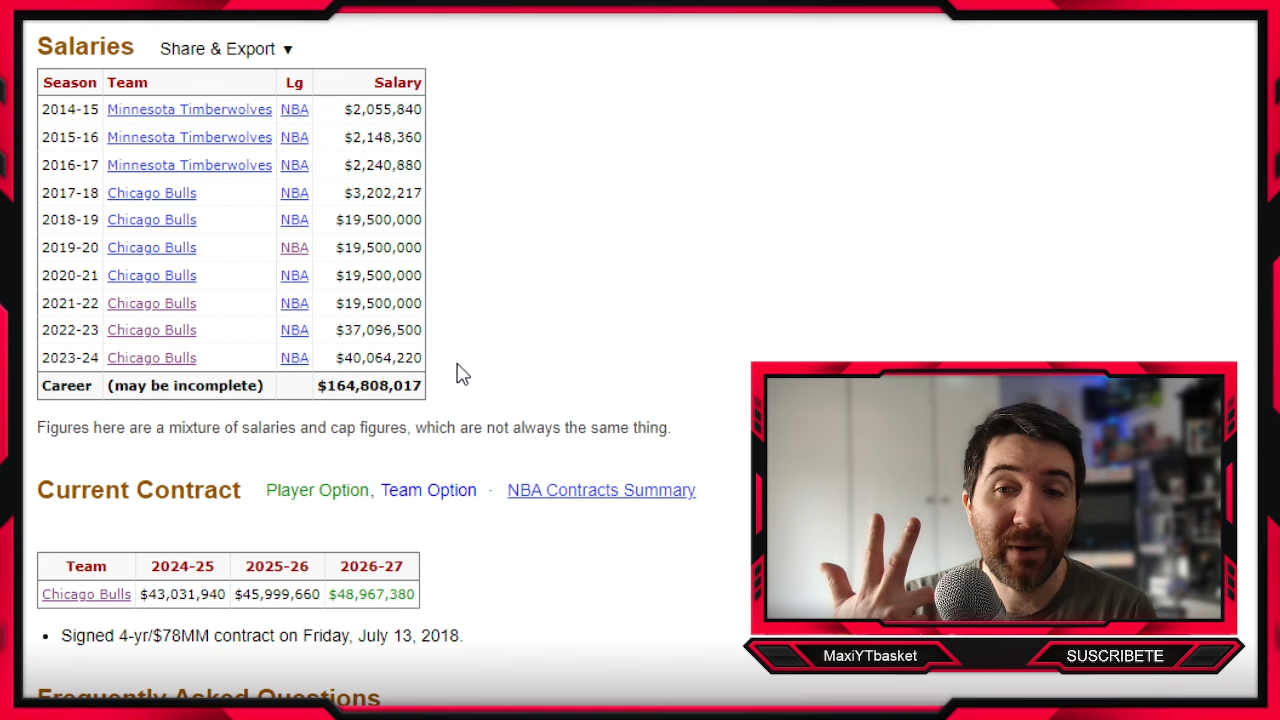 Salaries Share & Export ▼
Season Team Lg Salary
2014-15 Minnesota Timberwolves NBA $2,055,840
2015-16 Minnesota Timberwolves NBA $2,148,360
2016-17 Minnesota Timberwolves NBA $2,240,880
2017-18 Chicago Bulls NBA $3,202,217
2018-19 Chicago Bulls NBA $19,500,000
2019-20 Chicago Bulls NBA $19,500,000
2020-21 Chicago Bulls NBA $19,500,000
2021-22 Chicago Bulls NBA $19,500,000
2022-23 Chicago Bulls NBA $37,096,500
2023-24 Chicago Bulls NBA $40,064,220
Career (may be incomplete) $164,808,017
Figures here are a mixture of salaries and cap figures, which are not always the same thing.
Current Contract Player Option, Team Option · NBA Contracts Summary
Team 2024-25 2025-26 2026-27
Chicago Bulls $43,031,940 $45,999,660 $48,967,380
• Signed 4-yr/$78MM contract on Friday, July 13, 2018.
Frequently Asked Questions
MaxiYTbasket SUSCRIBETE